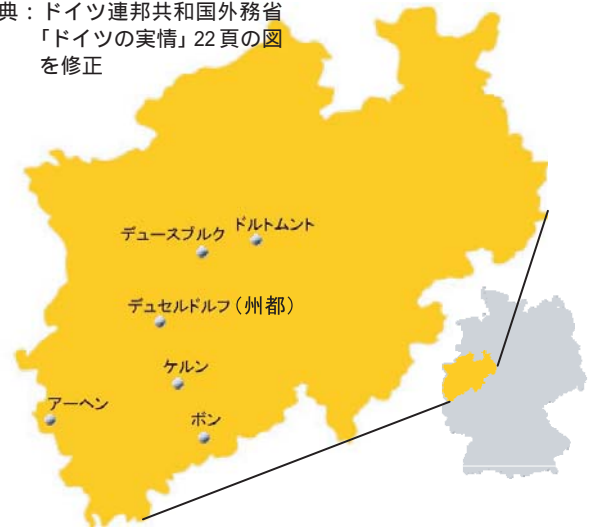 典：ドイツ連邦共和国外務省
「ドイツの実情」22頁の図
を修正
デュースブルク
ドルトムント
デュセルドルフ（州都）
ケルン
アーヘン
ボン